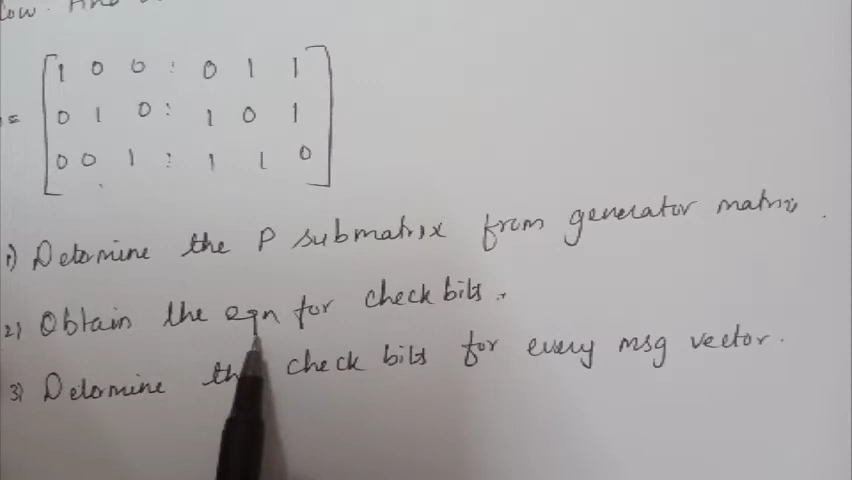 low. Find
1 0 0 : 0 1 1
= 0 1 0 : 1 0 1
0 0 1 : 1 1 0
1) Determine the P submatrix from generator matrix.
2) Obtain the eqn for check bits.
3) Determine the check bits for every msg vector.